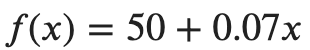 f(x) = 50 + 0.07x